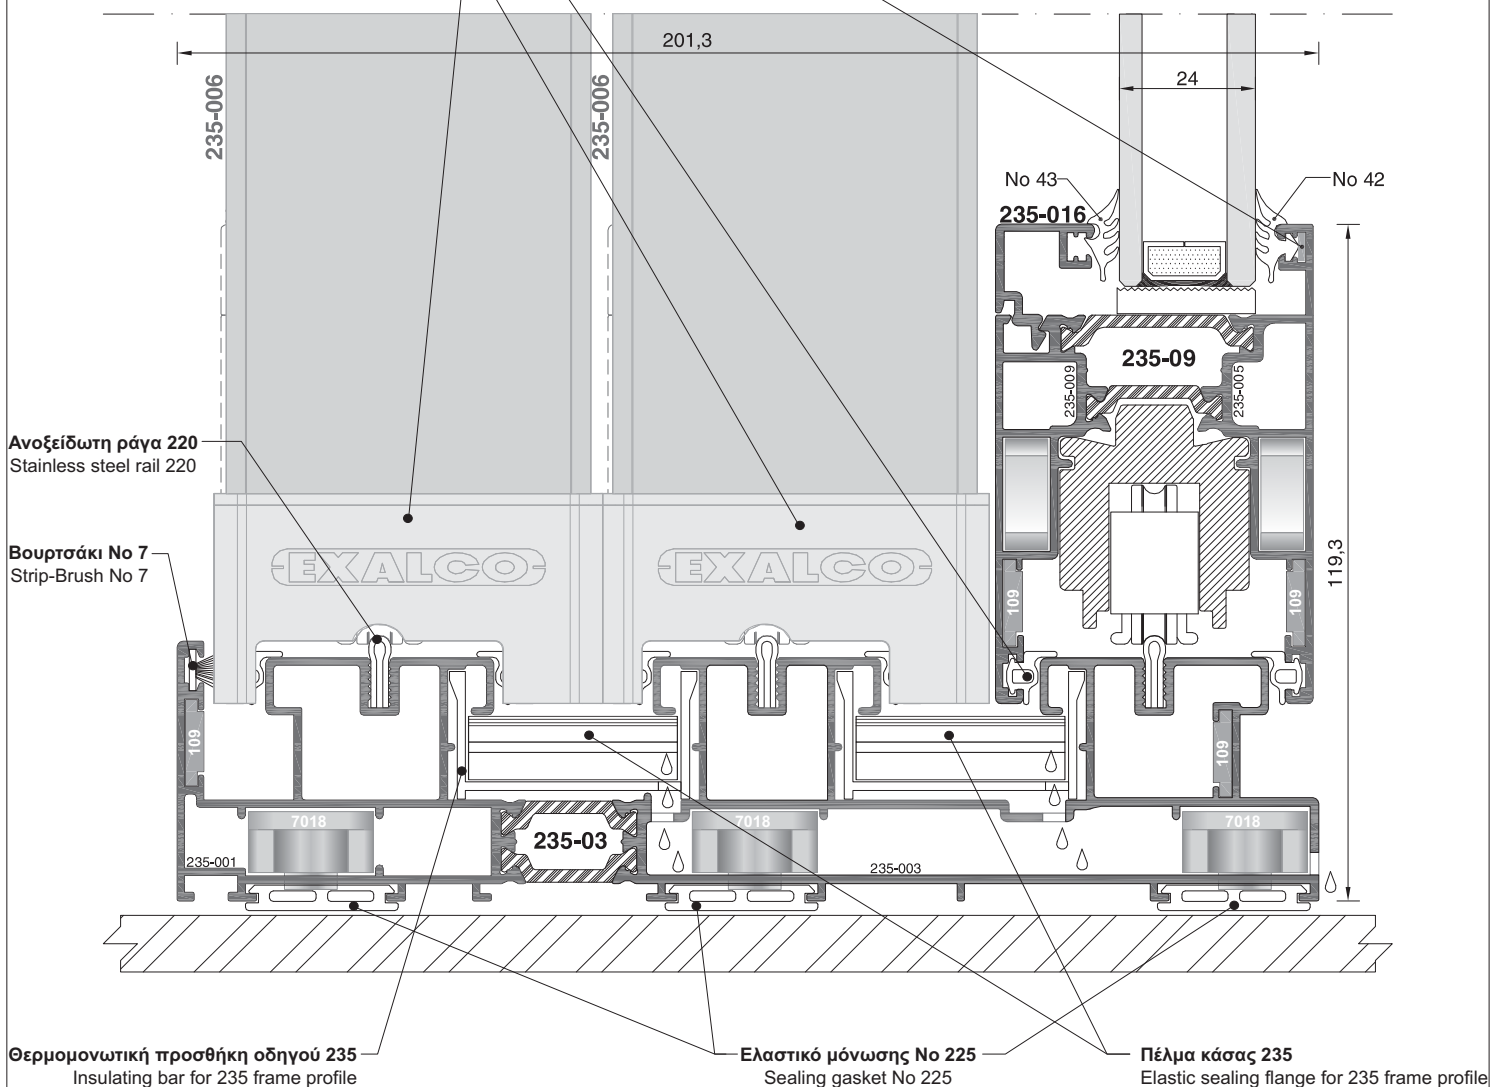 201,3
235-006
235-006
24
No 43
No 42
235-016
235-09
235-009
235-005
Ανοξείδωτη ράγα 220
Stainless steel rail 220
Βουρτσάκι No 7
Strip-Brush No 7
EXALCO
EXALCO
119,3
109
109
109
109
7018
7018
7018
235-03
235-001
235-003
Θερμομονωτική προσθήκη οδηγού 235
Insulating bar for 235 frame profile
Ελαστικό μόνωσης No 225
Sealing gasket No 225
Πέλμα κάσας 235
Elastic sealing flange for 235 frame profile